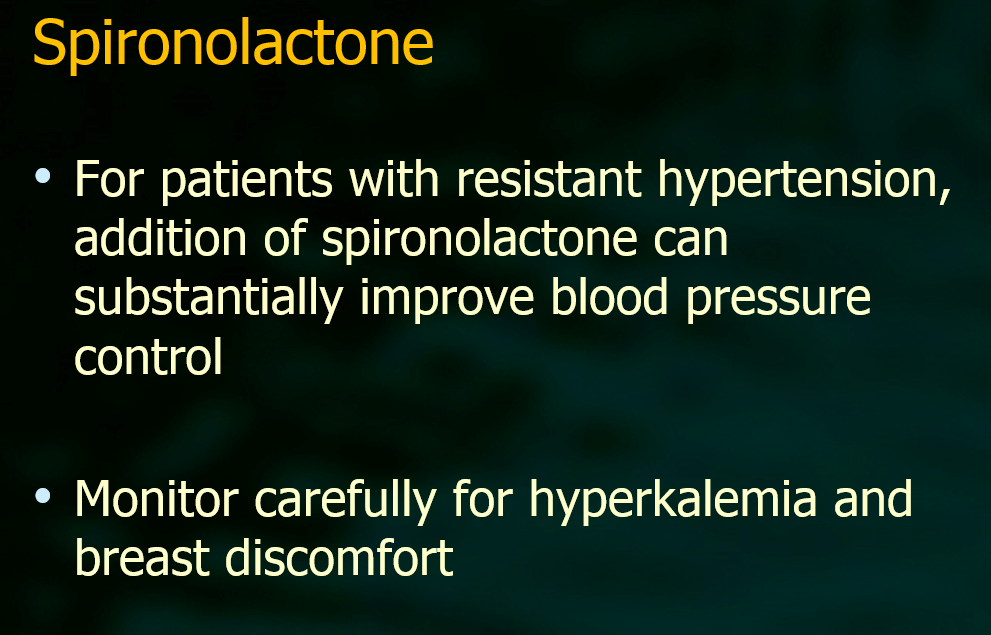 Spironolactone
• For patients with resistant hypertension,
addition of spironolactone can
substantially improve blood pressure
control
• Monitor carefully for hyperkalemia and
breast discomfort